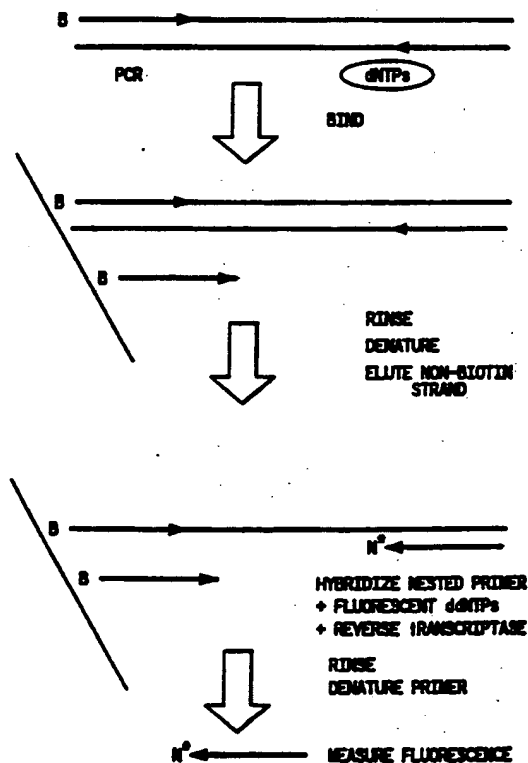 B
PCR
dNTPs
BIND
B
B
RINSE
DENATURE
ELUTE NON-BIOTIN
STRAND
B
N*
B
HYBRIDIZE NESTED PRIMER
+ FLUORESCENT ddNTPs
+ REVERSE TRANSCRIPTASE
RINSE
DENATURE PRIMER
N*
MEASURE FLUORESCENCE